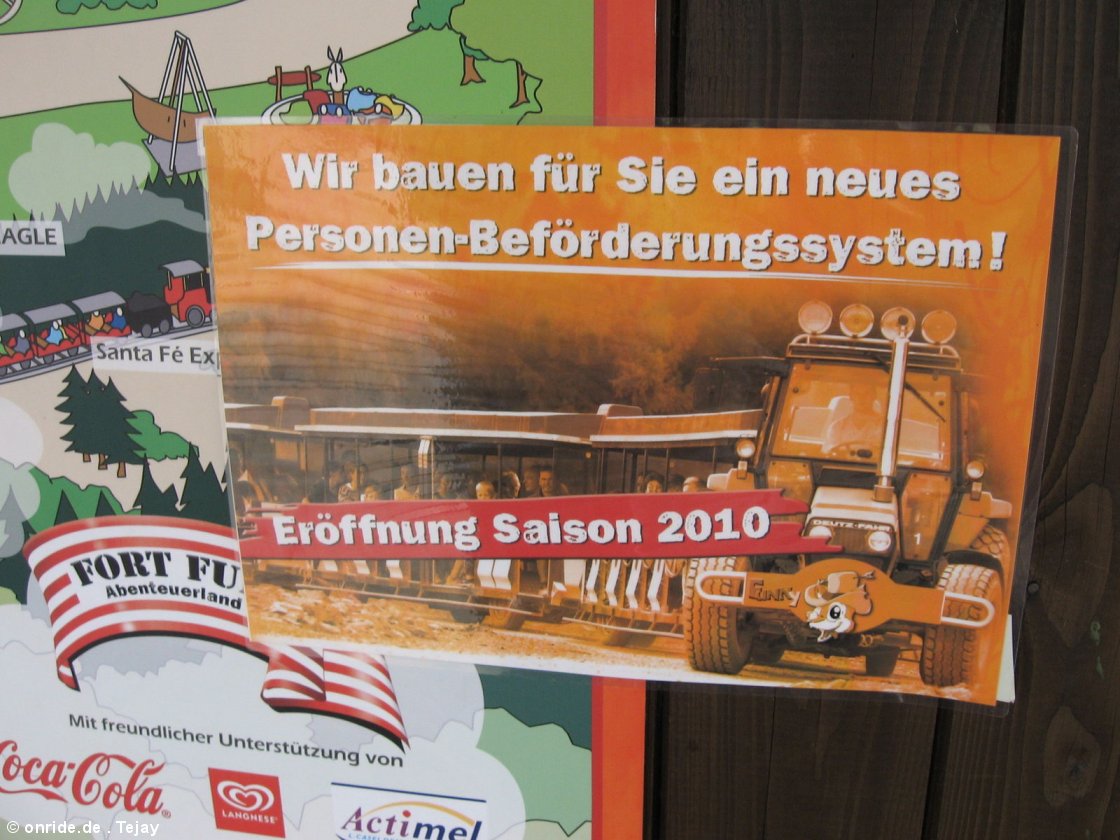 Wir bauen für Sie ein neues
Personen-Beförderungssystem!
AGLE
Santa Fé Exp
DEUTZ-FAHR
1
Eröffnung Saison 2010
FORT FU
Abenteuerland
Mit freundlicher Unterstützung von
Coca-Cola
LANGNESE
Actimel
© onride.de . Tejay